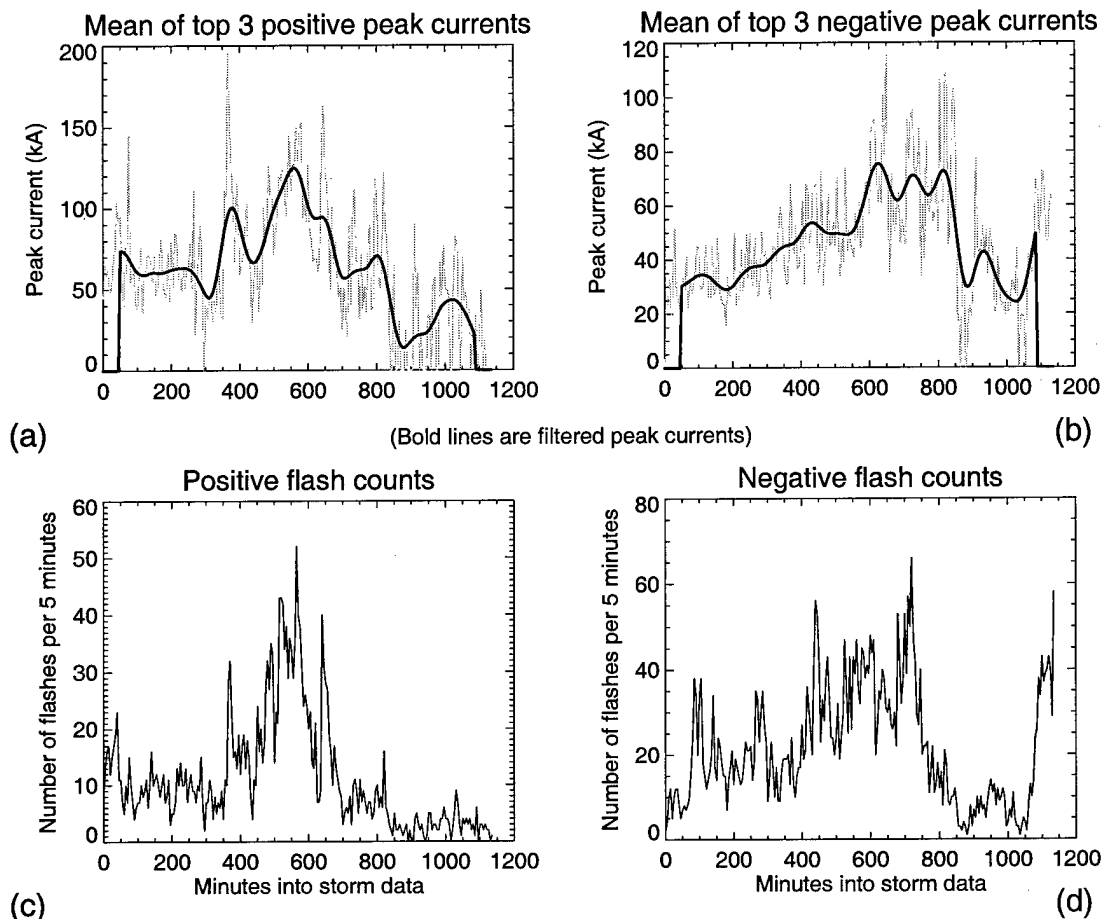 Mean of top 3 positive peak currents
Peak current (kA)
200
150
100
50
0
0 200 400 600 800 1000 1200
(a)
Mean of top 3 negative peak currents
Peak current (kA)
120
100
80
60
40
20
0
0 200 400 600 800 1000 1200
(b)
(Bold lines are filtered peak currents)
Positive flash counts
Number of flashes per 5 minutes
60
50
40
30
20
10
0
0 200 400 600 800 1000 1200
Minutes into storm data
(c)
Negative flash counts
Number of flashes per 5 minutes
80
60
40
20
0
0 200 400 600 800 1000 1200
Minutes into storm data
(d)